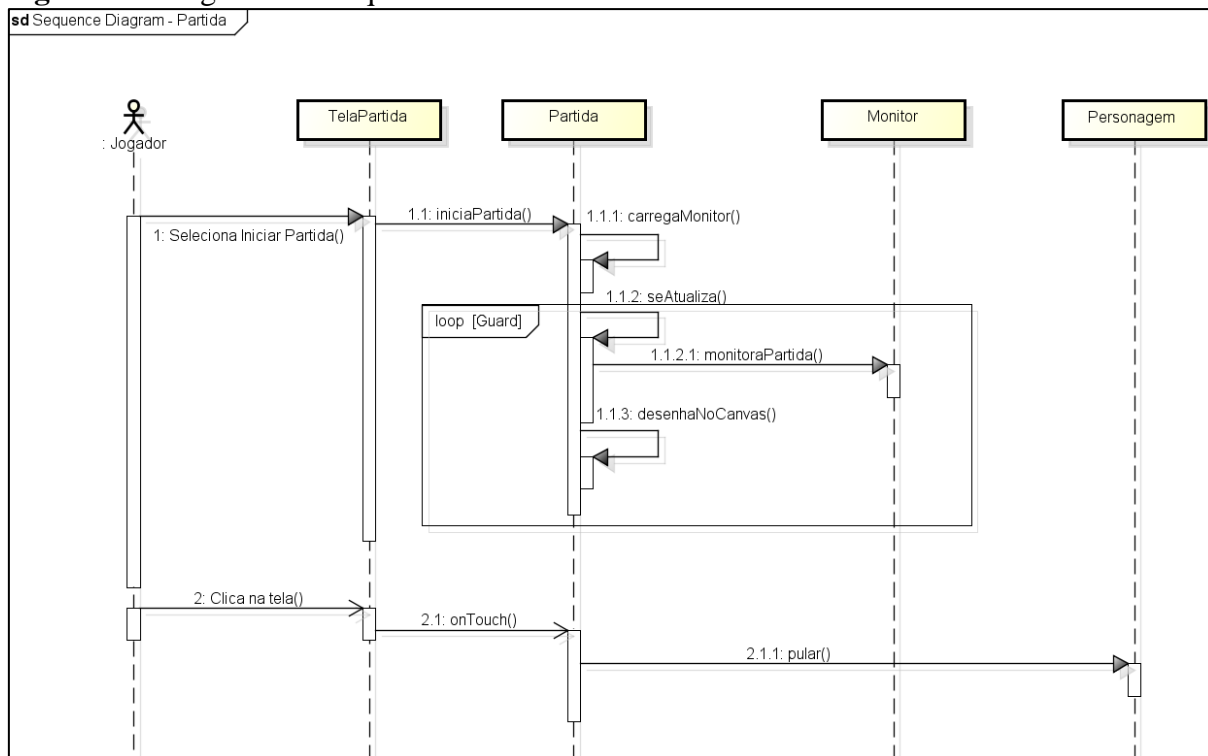 sd Sequence Diagram - Partida
TelaPartida
Partida
Monitor
Personagem
: Jogador
1.1: iniciaPartida()
1.1.1: carregaMonitor()
1: Seleciona Iniciar Partida()
1.1.2: seAtualiza()
loop [Guard]
1.1.2.1: monitoraPartida()
1.1.3: desenhaNoCanvas()
2: Clica na tela()
2.1: onTouch()
2.1.1: pular()